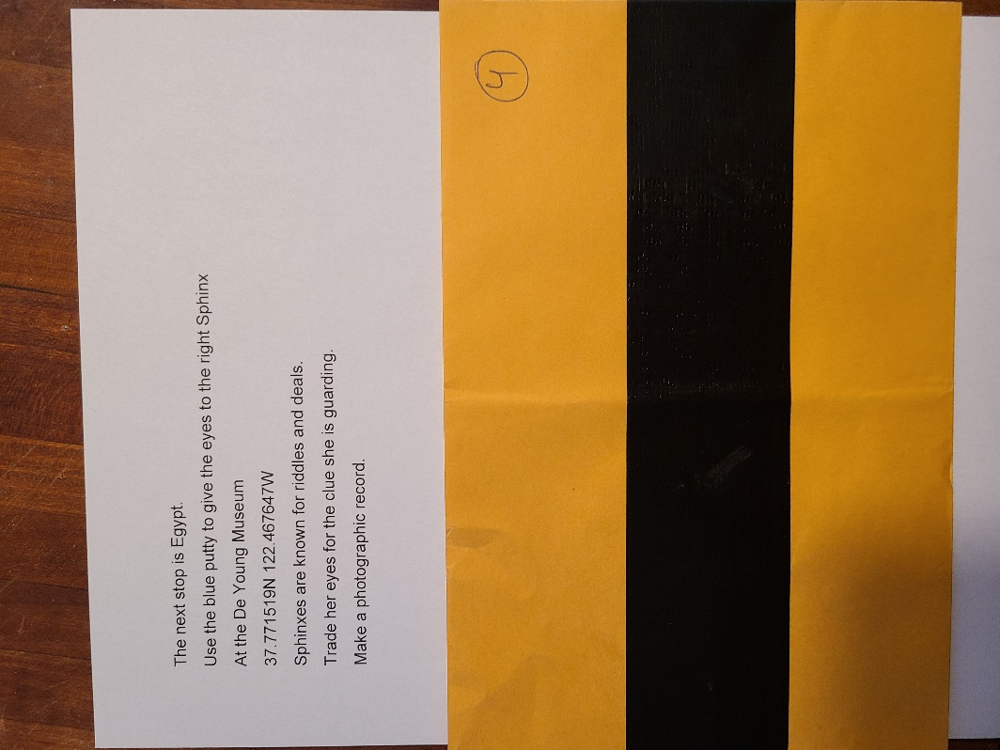 The next stop is Egypt.
Use the blue putty to give the eyes to the right Sphinx
At the De Young Museum
37.771519N 122.467647W
Sphinxes are known for riddles and deals.
Trade her eyes for the clue she is guarding.
Make a photographic record.
4